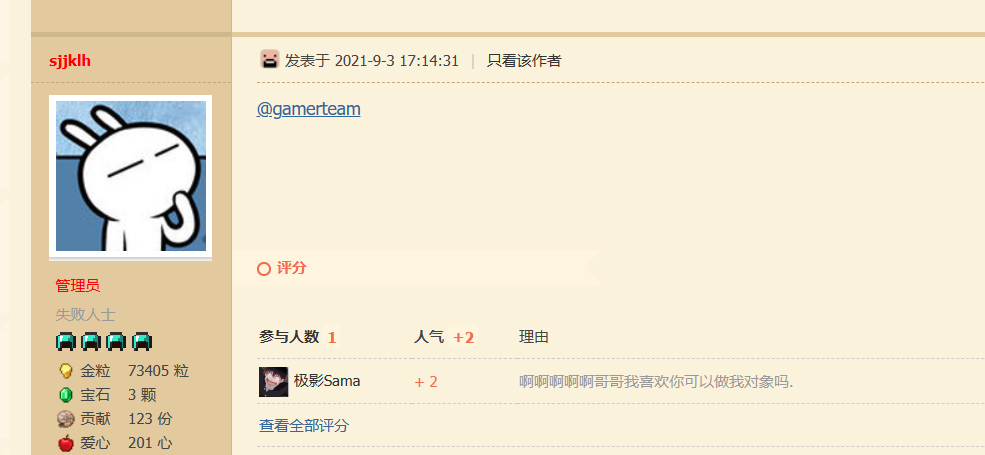 sjjklh
发表于 2021-9-3 17:14:31 | 只看该作者
@gamerteam
管理员
失败人士
金粒 73405 粒
宝石 3 颗
贡献 123 份
爱心 201 心
评分
参与人数 1 人气 +2 理由
极影Sama + 2 啊啊啊啊啊哥哥我喜欢你可以做我对象吗.
查看全部评分